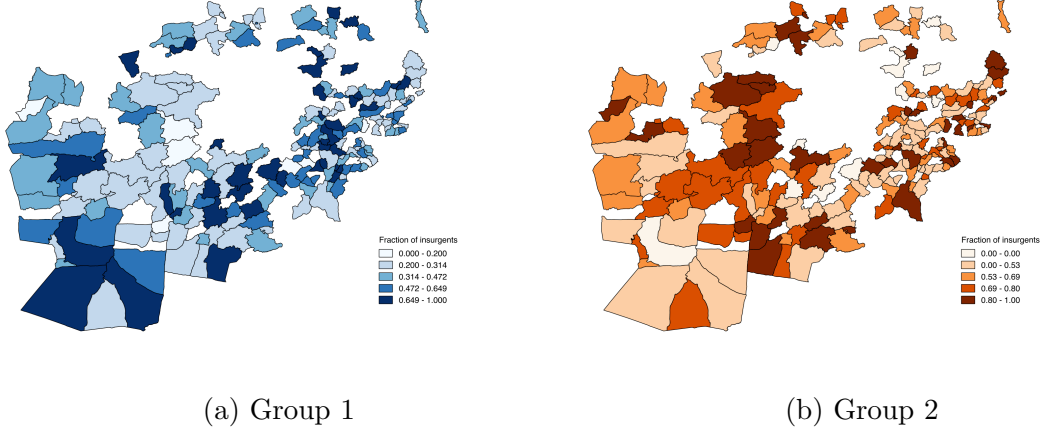 Fraction of insurgents
0.000 - 0.200
0.200 - 0.314
0.314 - 0.472
0.472 - 0.649
0.649 - 1.000
Fraction of insurgents
0.00 - 0.00
0.00 - 0.53
0.53 - 0.69
0.69 - 0.80
0.80 - 1.00
(a) Group 1
(b) Group 2